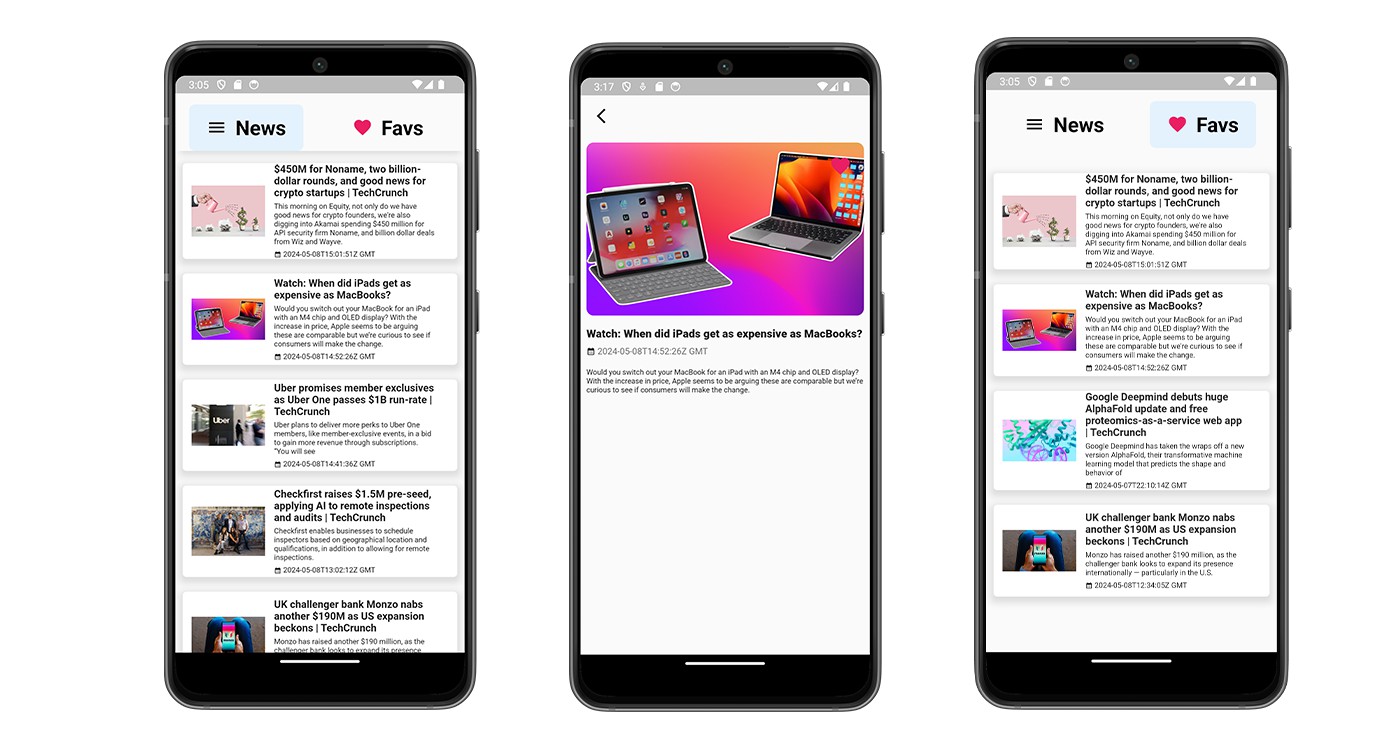 3:05
News
Favs
$450M for Noname, two billion-
dollar rounds, and good news for
crypto startups | TechCrunch
This morning on Equity, not only do we have
good news for crypto founders, we're also
digging into Akamai spending $450 million for
API security firm Noname, and billion dollar deals
from Wiz and Wayve.
2024-05-08T15:01:51Z GMT
Watch: When did iPads get as
expensive as MacBooks?
Would you switch out your MacBook for an iPad
with an M4 chip and OLED display? With the
increase in price, Apple seems to be arguing
these are comparable but we're curious to see if
consumers will make the change.
2024-05-08T14:52:26Z GMT
Uber
Uber promises member exclusives
as Uber One passes $1B run-rate |
TechCrunch
Uber plans to deliver more perks to Uber One
members, like member-exclusive events, in a bid
to gain more revenue through subscriptions.
"You will see
2024-05-08T14:41:36Z GMT
Checkfirst raises $1.5M pre-seed,
applying AI to remote inspections
and audits | TechCrunch
Checkfirst enables businesses to schedule
inspectors based on geographical location and
qualifications, in addition to allowing for remote
inspections.
2024-05-08T13:02:12Z GMT
UK challenger bank Monzo nabs
another $190M as US expansion
beckons | TechCrunch
Monzo has raised another $190 million, as the
challenger bank looks to expand its presence
3:17
Watch: When did iPads get as expensive as MacBooks?
2024-05-08T14:52:26Z GMT
Would you switch out your MacBook for an iPad with an M4 chip and OLED display?
With the increase in price, Apple seems to be arguing these are comparable but we're
curious to see if consumers will make the change.
3:05
News
Favs
$450M for Noname, two billion-
dollar rounds, and good news for
crypto startups | TechCrunch
This morning on Equity, not only do we have
good news for crypto founders, we're also
digging into Akamai spending $450 million for
API security firm Noname, and billion dollar deals
from Wiz and Wayve.
2024-05-08T15:01:51Z GMT
Watch: When did iPads get as
expensive as MacBooks?
Would you switch out your MacBook for an iPad
with an M4 chip and OLED display? With the
increase in price, Apple seems to be arguing
these are comparable but we're curious to see if
consumers will make the change.
2024-05-08T14:52:26Z GMT
Google Deepmind debuts huge
AlphaFold update and free
proteomics-as-a-service web app
| TechCrunch
Google Deepmind has taken the wraps off a new
version AlphaFold, their transformative machine
learning model that predicts the shape and
behavior of
2024-05-07T22:10:14Z GMT
UK challenger bank Monzo nabs
another $190M as US expansion
beckons | TechCrunch
Monzo has raised another $190 million, as the
challenger bank looks to expand its presence
internationally — particularly in the U.S.
2024-05-08T12:34:05Z GMT